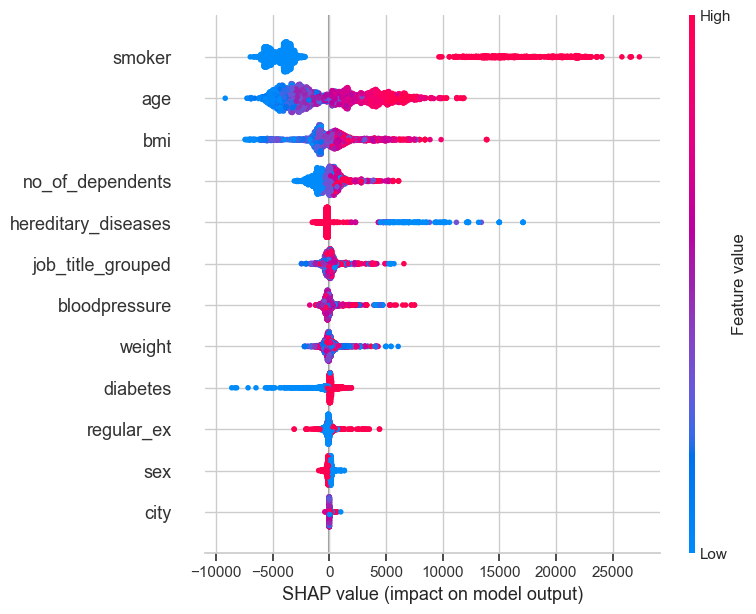 High
smoker
age
bmi
no_of_dependents
hereditary_diseases
job_title_grouped
bloodpressure
weight
diabetes
regular_ex
sex
city
Feature value
Low
−10000 −5000 0 5000 10000 15000 20000 25000
SHAP value (impact on model output)